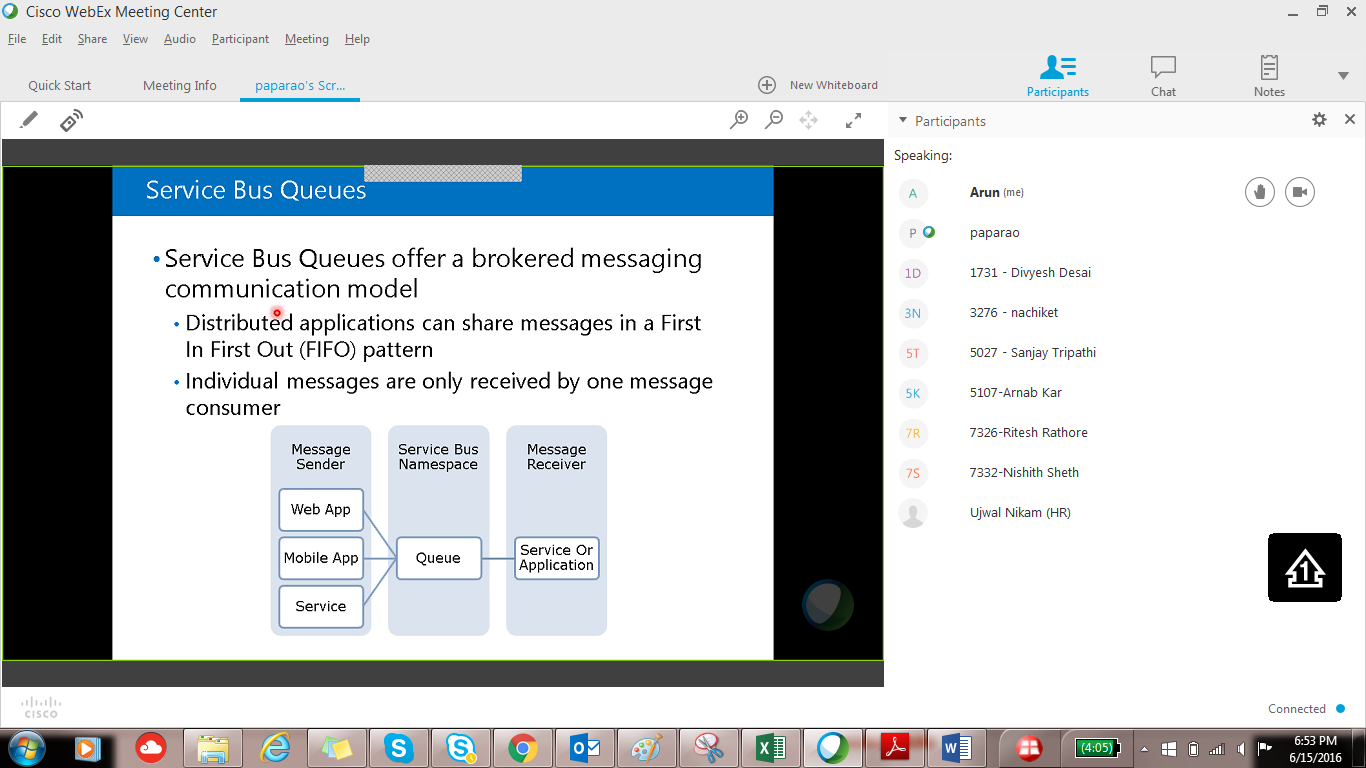 Cisco WebEx Meeting Center
File Edit Share View Audio Participant Meeting Help
Quick Start Meeting Info paparao's Scr...
New Whiteboard
Participants Chat Notes
Participants
Speaking:
A Arun (me)
P paparao
1D 1731 - Divyesh Desai
3N 3276 - nachiket
5T 5027 - Sanjay Tripathi
5K 5107-Arnab Kar
7R 7326-Ritesh Rathore
7S 7332-Nishith Sheth
Ujwal Nikam (HR)
Service Bus Queues
• Service Bus Queues offer a brokered messaging
communication model
• Distributed applications can share messages in a First
In First Out (FIFO) pattern
• Individual messages are only received by one message
consumer
Message
Sender
Web App
Mobile App
Service
Service Bus
Namespace
Queue
Message
Receiver
Service Or
Application
1
CISCO
Connected
(4:05)
6:53 PM
6/15/2016